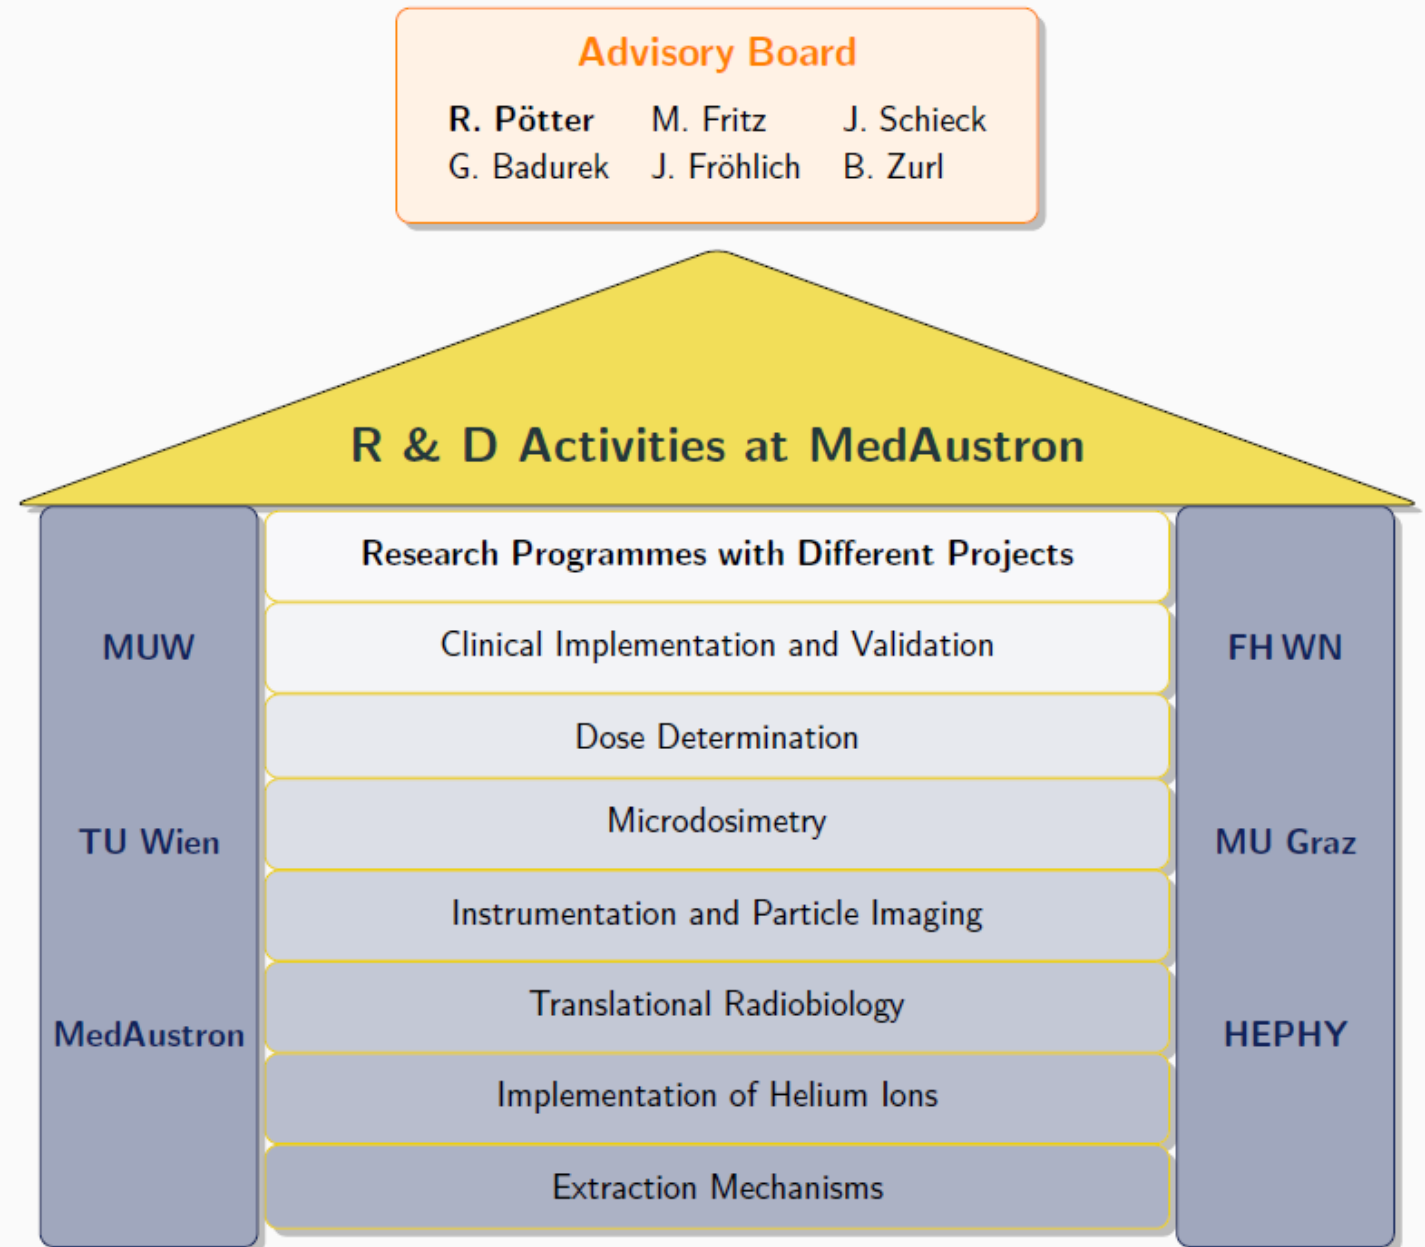 Advisory Board
R. Pötter M. Fritz J. Schieck
G. Badurek J. Fröhlich B. Zurl
R & D Activities at MedAustron
Research Programmes with Different Projects
MUW
Clinical Implementation and Validation
FH WN
Dose Determination
Microdosimetry
TU Wien
MU Graz
Instrumentation and Particle Imaging
Translational Radiobiology
MedAustron
HEPHY
Implementation of Helium Ions
Extraction Mechanisms